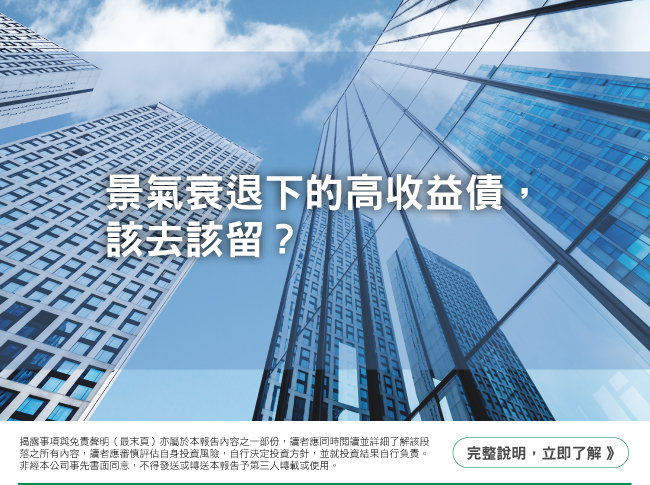 景氣衰退下的高收益債，
該去該留？
揭露事項與免責聲明（最末頁）亦屬於本報告內容之一部份，讀者應同時閱讀並詳細了解該段
落之所有內容，讀者應審慎評估自身投資風險，自行決定投資方針，並就投資結果自行負責。
非經本公司事先書面同意，不得發送或轉送本報告予第三人轉載或使用。
完整說明，立即了解 》